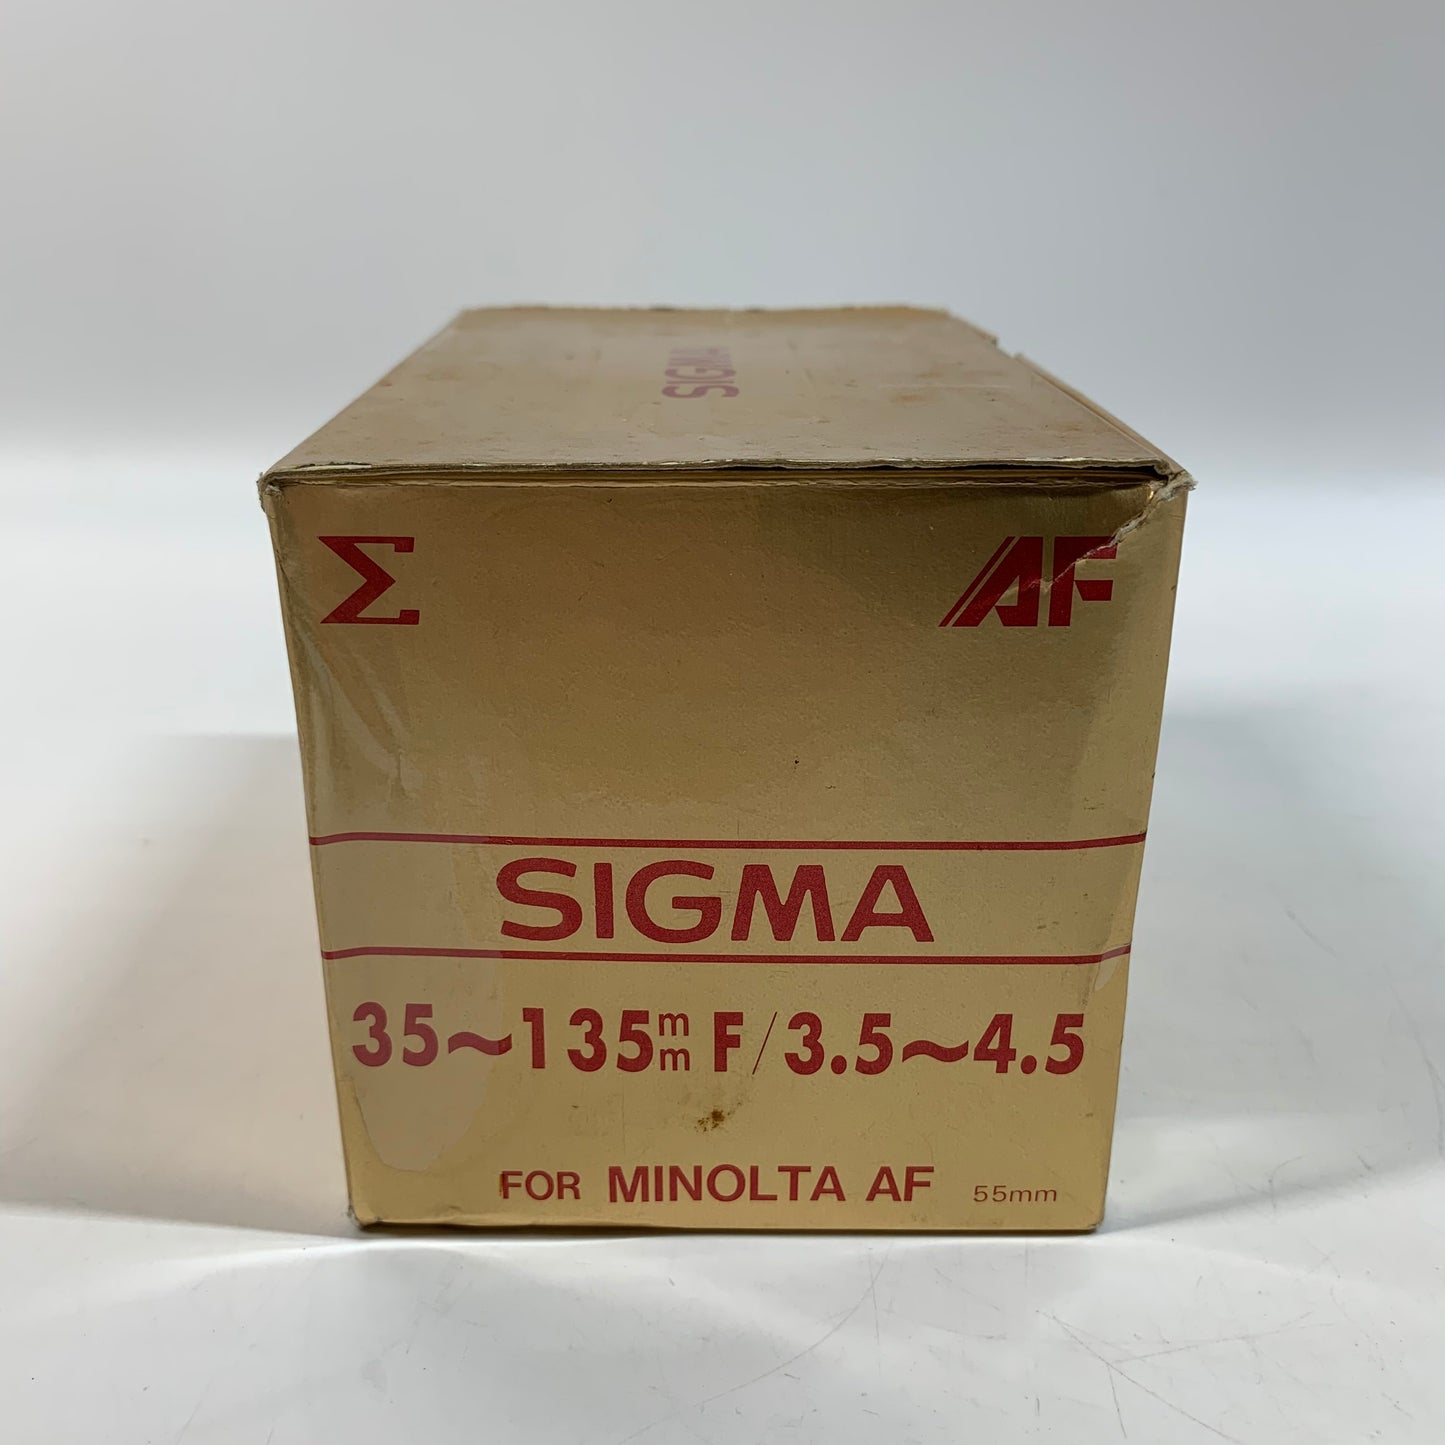 SIGMA
Σ AF
SIGMA
35~135mm F/3.5~4.5
FOR MINOLTA AF 55mm